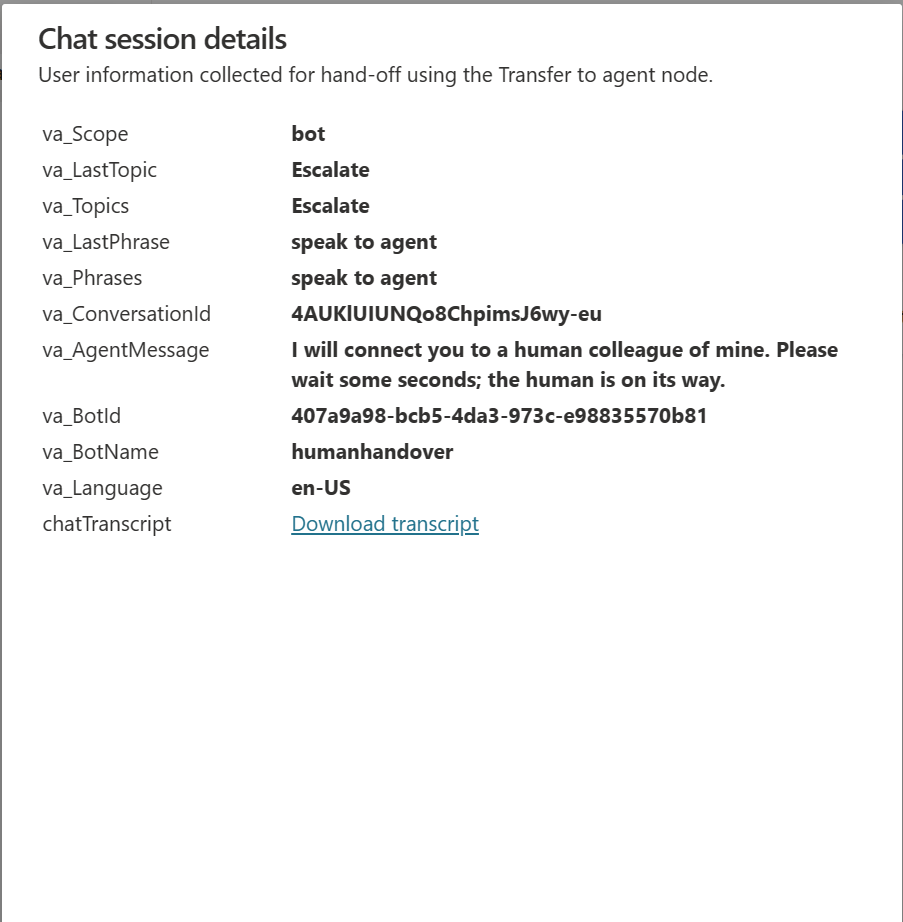 Chat session details
User information collected for hand-off using the Transfer to agent node.
va_Scope bot
va_LastTopic Escalate
va_Topics Escalate
va_LastPhrase speak to agent
va_Phrases speak to agent
va_ConversationId 4AUKlUIUNQo8ChpimsJ6wy-eu
va_AgentMessage I will connect you to a human colleague of mine. Please
wait some seconds; the human is on its way.
va_BotId 407a9a98-bcb5-4da3-973c-e98835570b81
va_BotName humanhandover
va_Language en-US
chatTranscript Download transcript